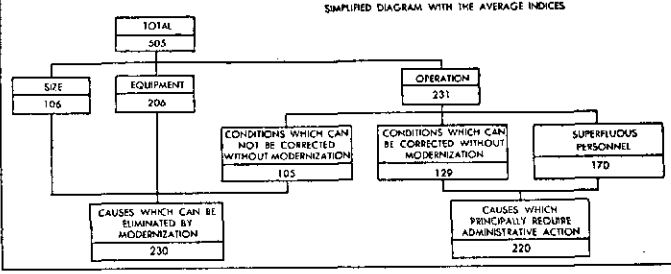 SIMPLIFIED DIAGRAM WITH THE AVERAGE INDICES
TOTAL
505
SIZE
106
EQUIPMENT
206
OPERATION
231
CONDITIONS WHICH CAN
NOT BE CORRECTED
WITHOUT MODERNIZATION
105
CONDITIONS WHICH CAN
BE CORRECTED WITHOUT
MODERNIZATION
129
SUPERFLUOUS
PERSONNEL
170
CAUSES WHICH CAN BE
ELIMINATED BY
MODERNIZATION
230
CAUSES WHICH
PRINCIPALLY REQUIRE
ADMINISTRATIVE ACTION
220